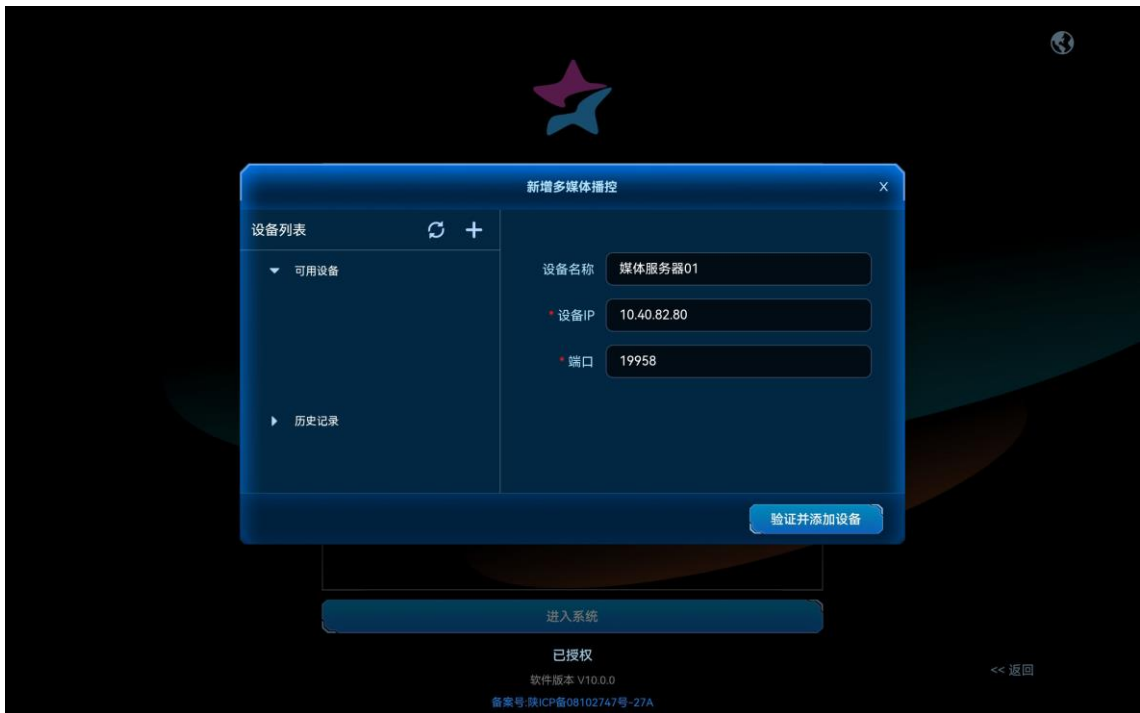 新增多媒体播控
X
设备列表
可用设备
历史记录
设备名称 媒体服务器01
* 设备IP 10.40.82.80
* 端口 19958
验证并添加设备
进入系统
已授权
软件版本 V10.0.0
<< 返回
备案号:陕ICP备08102747号-27A